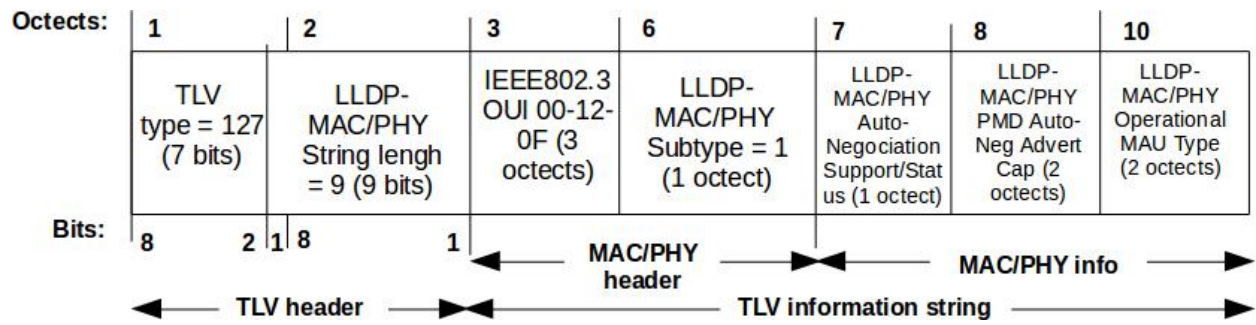 Octects:
1
2
3
6
7
8
10
TLV
type = 127
(7 bits)
LLDP-
MAC/PHY
String lengh
= 9 (9 bits)
IEEE802.3
OUI 00-12-
0F (3
octects)
LLDP-
MAC/PHY
Subtype = 1
(1 octect)
LLDP-
MAC/PHY
Auto-
Negociation
Support/Stat
us (1 octect)
LLDP-
MAC/PHY
PMD Auto-
Neg Advert
Cap (2
octects)
LLDP-
MAC/PHY
Operational
MAU Type
(2 octects)
Bits:
8
2
1
8
1
MAC/PHY
header
MAC/PHY info
TLV header
TLV information string